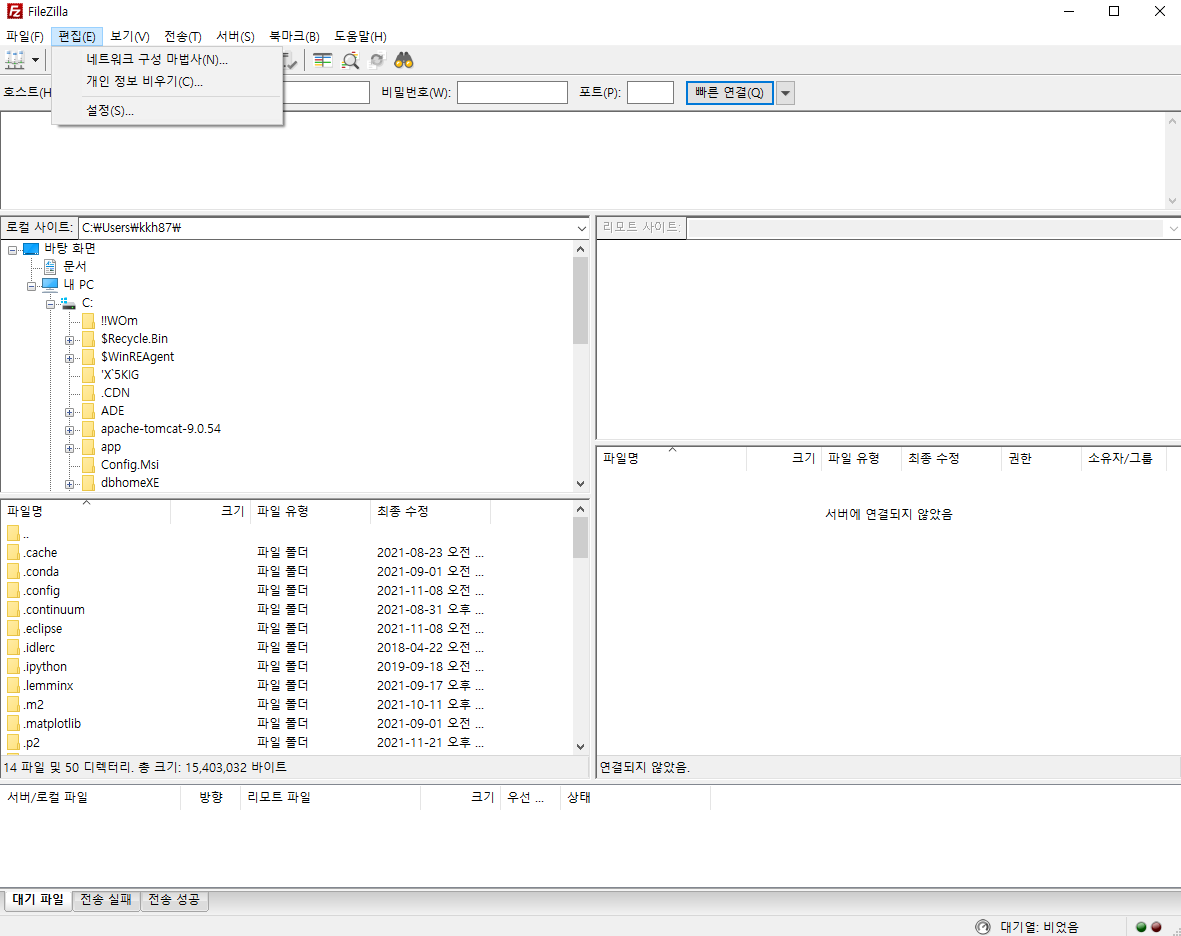 FileZilla
파일(F) 편집(E) 보기(V) 전송(T) 서버(S) 북마크(B) 도움말(H)
네트워크 구성 마법사(N)...
개인 정보 비우기(C)...
설정(S)...
호스트(H 비밀번호(W): 포트(P): 빠른 연결(Q)
로컬 사이트: C:₩Users₩kkh87₩
바탕 화면
문서
내 PC
C:
!!WOm
$Recycle.Bin
$WinREAgent
'X`5KIG
.CDN
ADE
apache-tomcat-9.0.54
app
Config.Msi
dbhomeXE
파일명 크기 파일 유형 최종 수정
..
.cache 파일 폴더 2021-08-23 오전 ...
.conda 파일 폴더 2021-09-01 오전 ...
.config 파일 폴더 2021-11-08 오전 ...
.continuum 파일 폴더 2021-08-31 오후 ...
.eclipse 파일 폴더 2021-11-08 오전 ...
.idlerc 파일 폴더 2018-04-22 오전 ...
.ipython 파일 폴더 2019-09-18 오전 ...
.lemminx 파일 폴더 2021-09-17 오후 ...
.m2 파일 폴더 2021-10-11 오후 ...
.matplotlib 파일 폴더 2021-09-01 오전 ...
.p2 파일 폴더 2021-11-21 오후 ...
14 파일 및 50 디렉터리. 총 크기: 15,403,032 바이트
리모트 사이트:
파일명 크기 파일 유형 최종 수정 권한 소유자/그룹
서버에 연결되지 않았음
연결되지 않았음.
서버/로컬 파일 방향 리모트 파일 크기 우선 ... 상태
대기 파일 전송 실패 전송 성공
대기열: 비었음